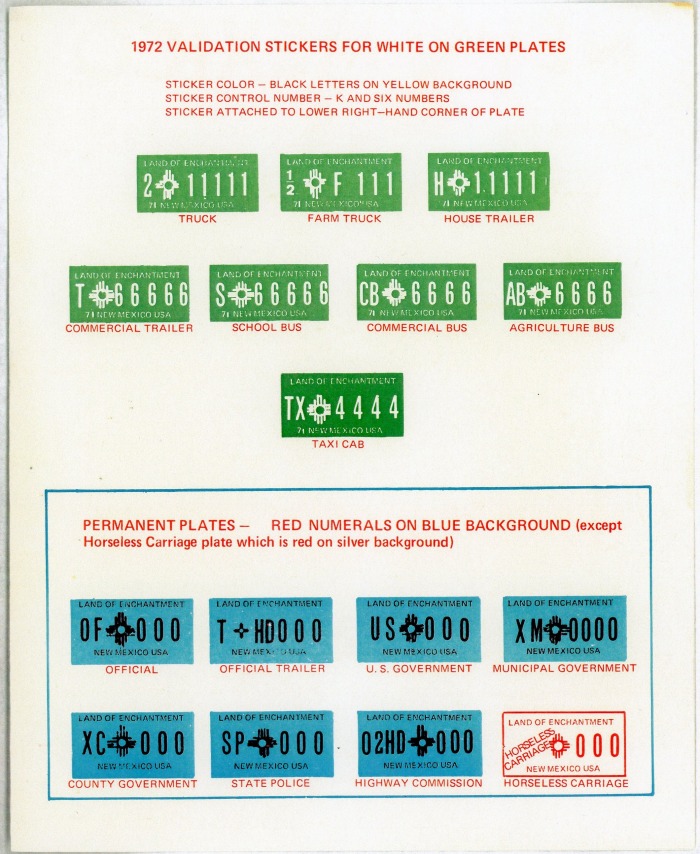 1972 VALIDATION STICKERS FOR WHITE ON GREEN PLATES
STICKER COLOR – BLACK LETTERS ON YELLOW BACKGROUND
STICKER CONTROL NUMBER – K AND SIX NUMBERS
STICKER ATTACHED TO LOWER RIGHT–HAND CORNER OF PLATE
LAND OF ENCHANTMENT
2 11111
71 NEW MEXICO USA
TRUCK
LAND OF ENCHANTMENT
1/2 F 111
71 NEW MEXICO USA
FARM TRUCK
LAND OF ENCHANTMENT
H 11111
71 NEW MEXICO USA
HOUSE TRAILER
LAND OF ENCHANTMENT
T 66666
71 NEW MEXICO USA
COMMERCIAL TRAILER
LAND OF ENCHANTMENT
S 66666
71 NEW MEXICO USA
SCHOOL BUS
LAND OF ENCHANTMENT
CB 6666
71 NEW MEXICO USA
COMMERCIAL BUS
LAND OF ENCHANTMENT
AB 6666
71 NEW MEXICO USA
AGRICULTURE BUS
LAND OF ENCHANTMENT
TX 4444
71 NEW MEXICO USA
TAXI CAB
PERMANENT PLATES – RED NUMERALS ON BLUE BACKGROUND (except
Horseless Carriage plate which is red on silver background)
LAND OF ENCHANTMENT
OF 000
NEW MEXICO USA
OFFICIAL
LAND OF ENCHANTMENT
T HD000
NEW MEXICO USA
OFFICIAL TRAILER
LAND OF ENCHANTMENT
US 000
NEW MEXICO USA
U.S. GOVERNMENT
LAND OF ENCHANTMENT
XM 0000
NEW MEXICO USA
MUNICIPAL GOVERNMENT
LAND OF ENCHANTMENT
XC 000
NEW MEXICO USA
COUNTY GOVERNMENT
LAND OF ENCHANTMENT
SP 000
NEW MEXICO USA
STATE POLICE
LAND OF ENCHANTMENT
02HD 000
NEW MEXICO USA
HIGHWAY COMMISSION
LAND OF ENCHANTMENT
HORSELESS
CARRIAGE
000
NEW MEXICO USA
HORSELESS CARRIAGE